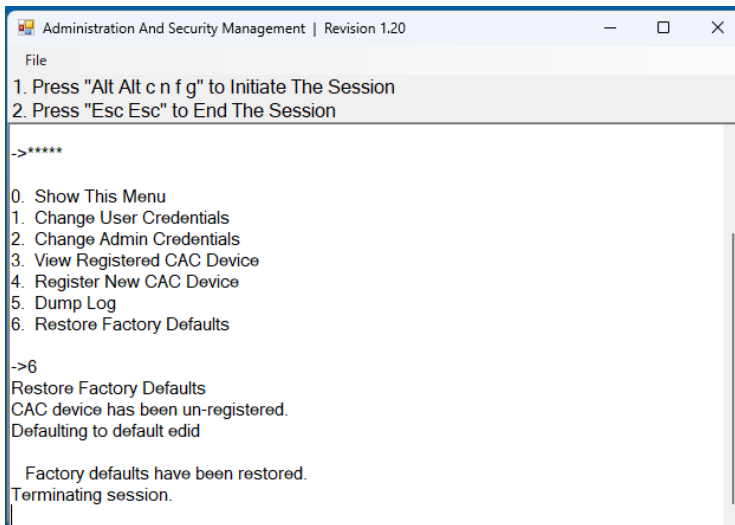 Administration And Security Management | Revision 1.20
File
1. Press "Alt Alt c n f g" to Initiate The Session
2. Press "Esc Esc" to End The Session
->*****
0. Show This Menu
1. Change User Credentials
2. Change Admin Credentials
3. View Registered CAC Device
4. Register New CAC Device
5. Dump Log
6. Restore Factory Defaults
->6
Restore Factory Defaults
CAC device has been un-registered.
Defaulting to default edid
Factory defaults have been restored.
Terminating session.